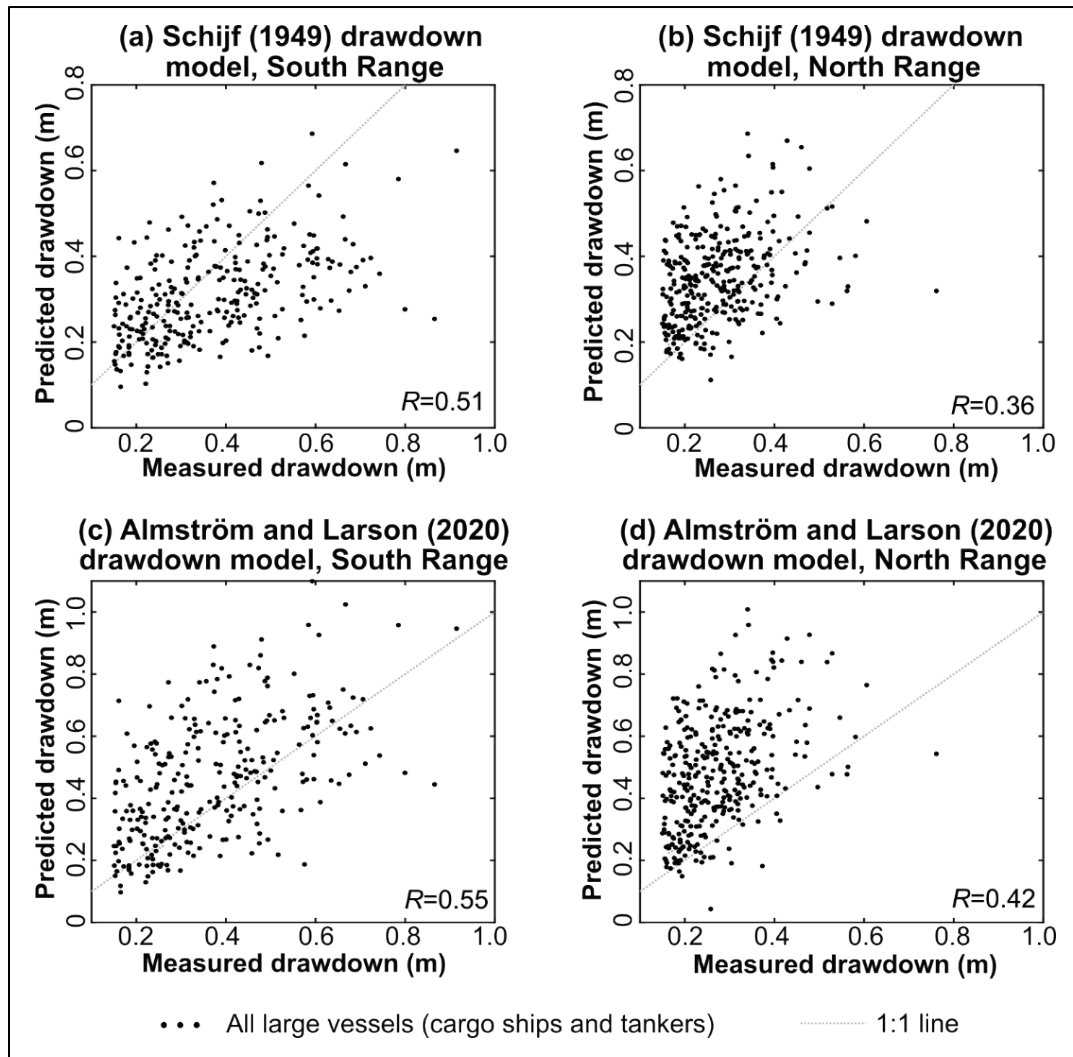 (a) Schijf (1949) drawdown
model, South Range
0.8
0.6
0.4
0.2
0
Predicted drawdown (m)
R=0.51
0.2 0.4 0.6 0.8 1.0
Measured drawdown (m)
(b) Schijf (1949) drawdown
model, North Range
0.8
0.6
0.4
0.2
0
Predicted drawdown (m)
R=0.36
0.2 0.4 0.6 0.8 1.0
Measured drawdown (m)
(c) Almström and Larson (2020)
drawdown model, South Range
1.0
0.8
0.6
0.4
0.2
0
Predicted drawdown (m)
R=0.55
0.2 0.4 0.6 0.8 1.0
Measured drawdown (m)
(d) Almström and Larson (2020)
drawdown model, North Range
1.0
0.8
0.6
0.4
0.2
0
Predicted drawdown (m)
R=0.42
0.2 0.4 0.6 0.8 1.0
Measured drawdown (m)
All large vessels (cargo ships and tankers)
1:1 line